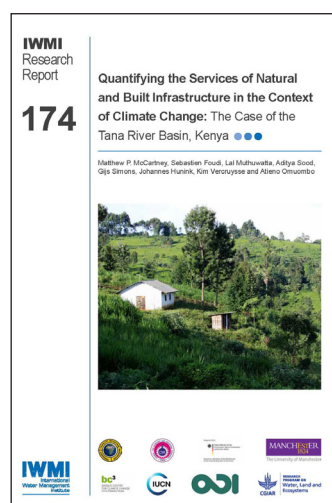 IWMI
Research
Report
174
Quantifying the Services of Natural
and Built Infrastructure in the Context
of Climate Change: The Case of the
Tana River Basin, Kenya
Matthew P. McCartney, Sebastien Foudi, Lal Muthuwatta, Aditya Sood,
Gijs Simons, Johannes Hunink, Kim Vercruysse and Atieno Omuombo
IWMI
International
Water Management
Institute
MANCHESTER
1824
The University of Manchester
bc3
IUCN
ODI
CGIAR
RESEARCH
PROGRAM ON
Water, Land and
Ecosystems